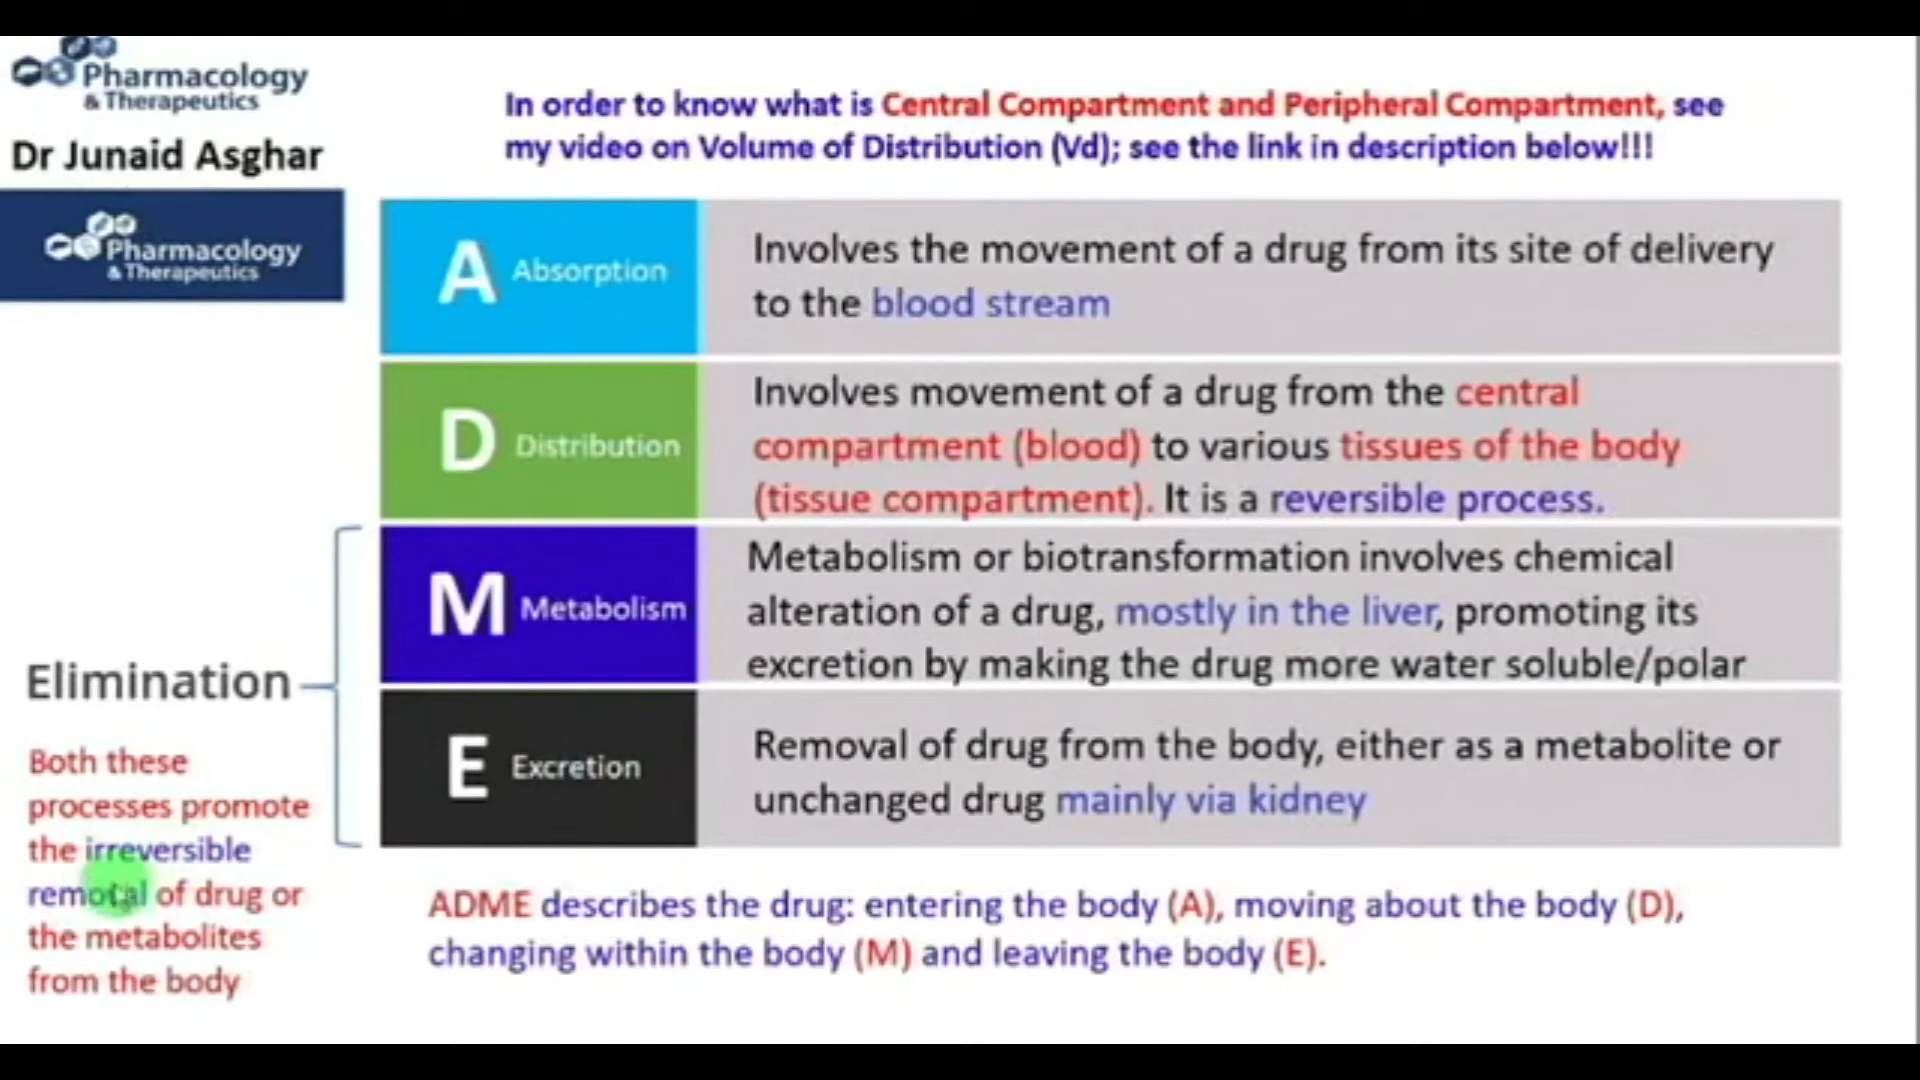 Pharmacology
& Therapeutics
Dr Junaid Asghar
Pharmacology
& Therapeutics
In order to know what is Central Compartment and Peripheral Compartment, see
my video on Volume of Distribution (Vd); see the link in description below!!!
A Absorption
Involves the movement of a drug from its site of delivery
to the blood stream
D Distribution
Involves movement of a drug from the central
compartment (blood) to various tissues of the body
(tissue compartment). It is a reversible process.
M Metabolism
Metabolism or biotransformation involves chemical
alteration of a drug, mostly in the liver, promoting its
excretion by making the drug more water soluble/polar
E Excretion
Removal of drug from the body, either as a metabolite or
unchanged drug mainly via kidney
Elimination
Both these
processes promote
the irreversible
removal of drug or
the metabolites
from the body
ADME describes the drug: entering the body (A), moving about the body (D),
changing within the body (M) and leaving the body (E).